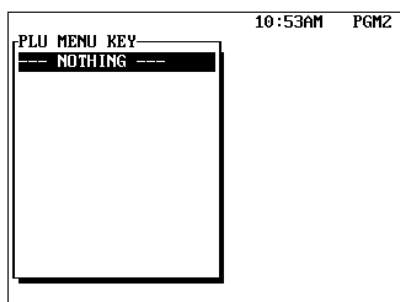 10:53AM PGM2
PLU MENU KEY
--- NOTHING ---